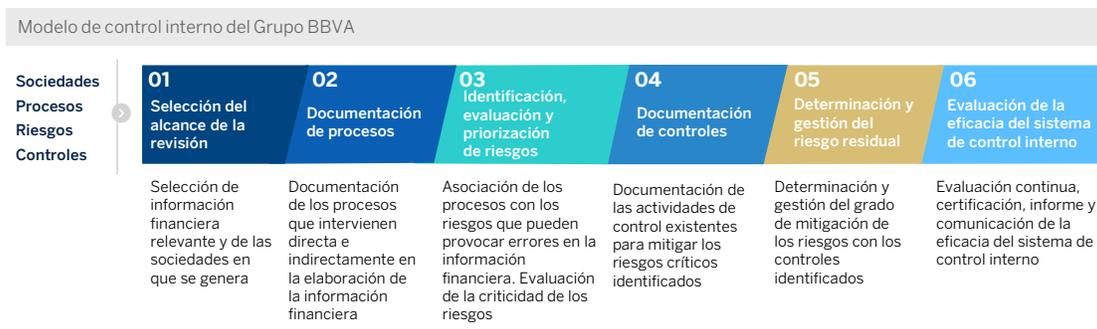 Modelo de control interno del Grupo BBVA
Sociedades
Procesos
Riesgos
Controles
01
Selección del
alcance de la
revisión
02
Documentación
de procesos
03
Identificación,
evaluación y
priorización
de riesgos
04
Documentación
de controles
05
Determinación y
gestión del
riesgo residual
06
Evaluación de la
eficacia del sistema
de control interno
Selección de
información
financiera
relevante y de las
sociedades en
que se genera
Documentación
de los procesos
que intervienen
directa e
indirectamente en
la elaboración de
la información
financiera
Asociación de los
procesos con los
riesgos que pueden
provocar errores en la
información
financiera. Evaluación
de la criticidad de los
riesgos
Documentación de
las actividades de
control existentes
para mitigar los
riesgos críticos
identificados
Determinación y
gestión del grado
de mitigación de
los riesgos con los
controles
identificados
Evaluación continua,
certificación, informe y
comunicación de la
eficacia del sistema de
control interno